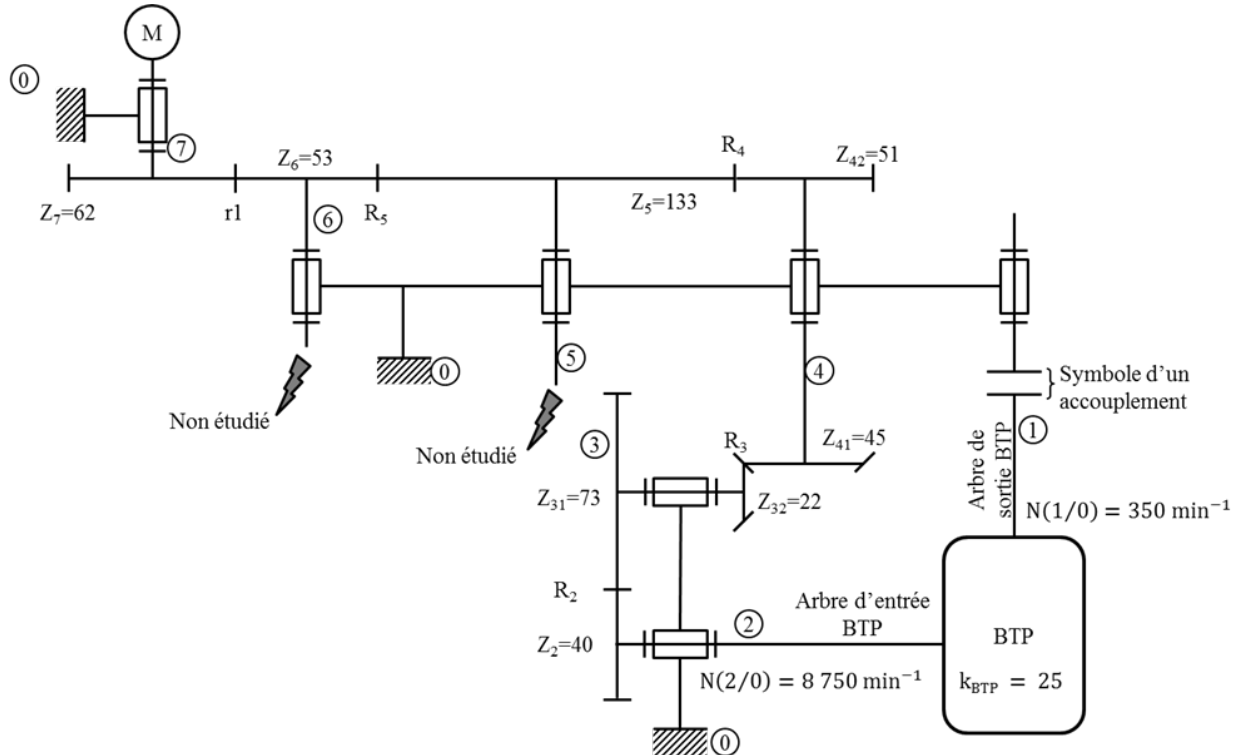 M
0
7
R₄
Z₆=53
Z₄₂=51
Z₇=62
r1
6
R₅
Z₅=133
5
0
4
Symbole d’un
accouplement
Non étudié
1
3
Non étudié
R₃
Z₄₁=45
Arbre de
sortie BTP
Z₃₁=73
Z₃₂=22
N(1/0) = 350 min⁻¹
R₂
Arbre d’entrée
BTP
2
Z₂=40
BTP
N(2/0) = 8 750 min⁻¹
k_BTP = 25
0